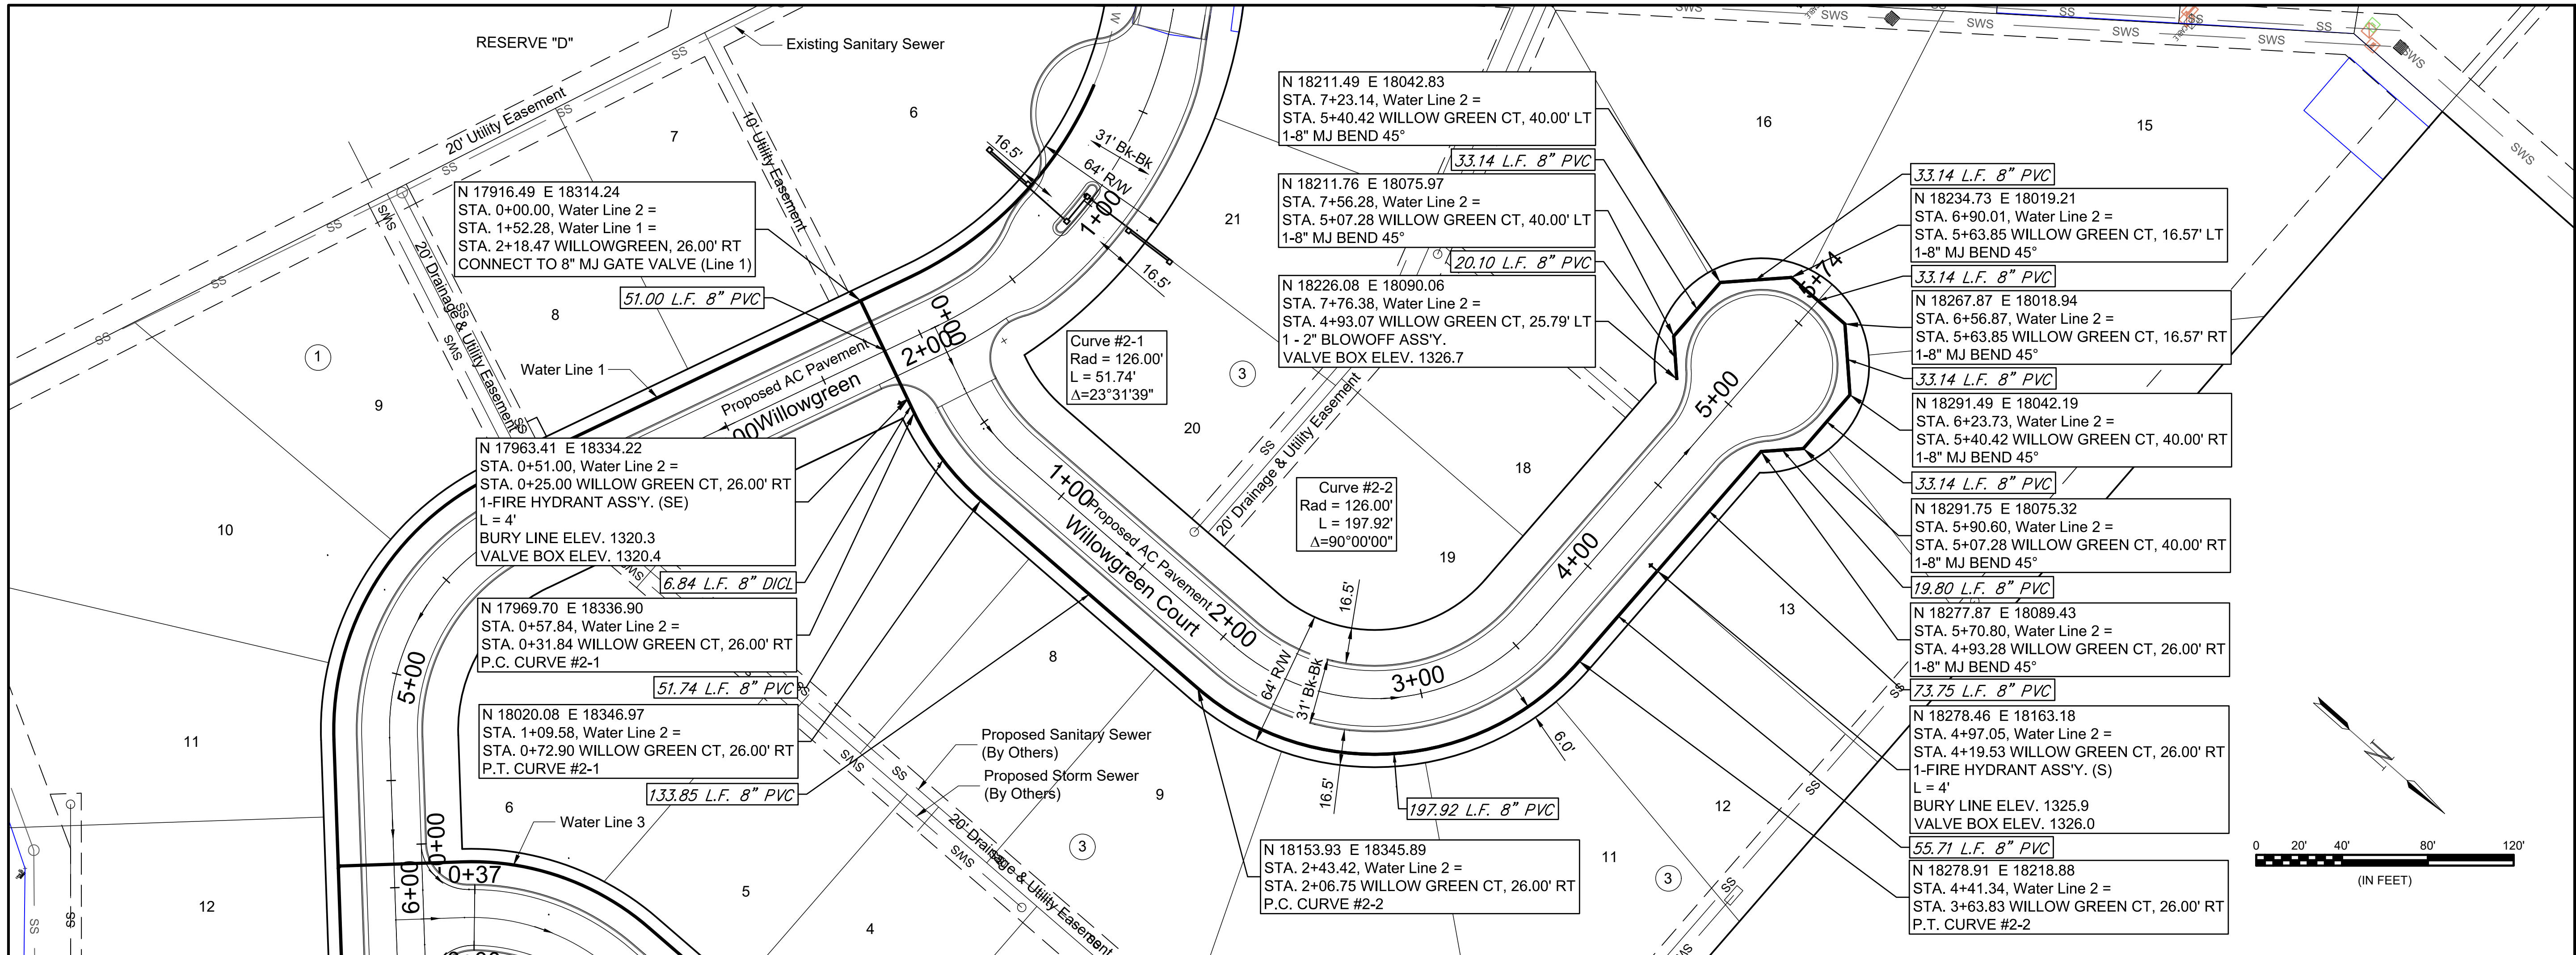 RESERVE "D"
Existing Sanitary Sewer
20' Utility Easement
10' Utility Easement
20' Drainage & Utility Easement
6
7
8
9
10
11
12
1
SS
SWS
W
N 17916.49 E 18314.24
STA. 0+00.00, Water Line 2 =
STA. 1+52.28, Water Line 1 =
STA. 2+18.47 WILLOWGREEN, 26.00' RT
CONNECT TO 8" MJ GATE VALVE (Line 1)
51.00 L.F. 8" PVC
Water Line 1
Proposed AC Pavement
Willowgreen
00
2+00
0+00
1+00
16.5'
31' Bk-Bk
64' R/W
16.5'
N 17963.41 E 18334.22
STA. 0+51.00, Water Line 2 =
STA. 0+25.00 WILLOW GREEN CT, 26.00' RT
1-FIRE HYDRANT ASS'Y. (SE)
L = 4'
BURY LINE ELEV. 1320.3
VALVE BOX ELEV. 1320.4
6.84 L.F. 8" DICL
N 17969.70 E 18336.90
STA. 0+57.84, Water Line 2 =
STA. 0+31.84 WILLOW GREEN CT, 26.00' RT
P.C. CURVE #2-1
51.74 L.F. 8" PVC
N 18020.08 E 18346.97
STA. 1+09.58, Water Line 2 =
STA. 0+72.90 WILLOW GREEN CT, 26.00' RT
P.T. CURVE #2-1
133.85 L.F. 8" PVC
5+00
6+00
0+00
0+37
Water Line 3
6
5
4
Curve #2-1
Rad = 126.00'
L = 51.74'
Δ=23°31'39"
Curve #2-2
Rad = 126.00'
L = 197.92'
Δ=90°00'00"
1+00
Proposed AC Pavement
2+00
Willowgreen Court
3+00
4+00
5+00
5+74
16.5'
64' R/W
31' Bk-Bk
16.5'
6.0'
20' Drainage & Utility Easement
Proposed Sanitary Sewer
(By Others)
Proposed Storm Sewer
(By Others)
20' Drainage & Utility Easement
8
9
3
11
12
3
13
15
16
18
19
20
21
3
197.92 L.F. 8" PVC
N 18153.93 E 18345.89
STA. 2+43.42, Water Line 2 =
STA. 2+06.75 WILLOW GREEN CT, 26.00' RT
P.C. CURVE #2-2
N 18211.49 E 18042.83
STA. 7+23.14, Water Line 2 =
STA. 5+40.42 WILLOW GREEN CT, 40.00' LT
1-8" MJ BEND 45°
33.14 L.F. 8" PVC
N 18211.76 E 18075.97
STA. 7+56.28, Water Line 2 =
STA. 5+07.28 WILLOW GREEN CT, 40.00' LT
1-8" MJ BEND 45°
20.10 L.F. 8" PVC
N 18226.08 E 18090.06
STA. 7+76.38, Water Line 2 =
STA. 4+93.07 WILLOW GREEN CT, 25.79' LT
1 - 2" BLOWOFF ASS'Y.
VALVE BOX ELEV. 1326.7
33.14 L.F. 8" PVC
N 18234.73 E 18019.21
STA. 6+90.01, Water Line 2 =
STA. 5+63.85 WILLOW GREEN CT, 16.57' LT
1-8" MJ BEND 45°
33.14 L.F. 8" PVC
N 18267.87 E 18018.94
STA. 6+56.87, Water Line 2 =
STA. 5+63.85 WILLOW GREEN CT, 16.57' RT
1-8" MJ BEND 45°
33.14 L.F. 8" PVC
N 18291.49 E 18042.19
STA. 6+23.73, Water Line 2 =
STA. 5+40.42 WILLOW GREEN CT, 40.00' RT
1-8" MJ BEND 45°
33.14 L.F. 8" PVC
N 18291.75 E 18075.32
STA. 5+90.60, Water Line 2 =
STA. 5+07.28 WILLOW GREEN CT, 40.00' RT
1-8" MJ BEND 45°
19.80 L.F. 8" PVC
N 18277.87 E 18089.43
STA. 5+70.80, Water Line 2 =
STA. 4+93.28 WILLOW GREEN CT, 26.00' RT
1-8" MJ BEND 45°
73.75 L.F. 8" PVC
N 18278.46 E 18163.18
STA. 4+97.05, Water Line 2 =
STA. 4+19.53 WILLOW GREEN CT, 26.00' RT
1-FIRE HYDRANT ASS'Y. (S)
L = 4'
BURY LINE ELEV. 1325.9
VALVE BOX ELEV. 1326.0
55.71 L.F. 8" PVC
N 18278.91 E 18218.88
STA. 4+41.34, Water Line 2 =
STA. 3+63.83 WILLOW GREEN CT, 26.00' RT
P.T. CURVE #2-2
N
0 20' 40' 80' 120'
(IN FEET)